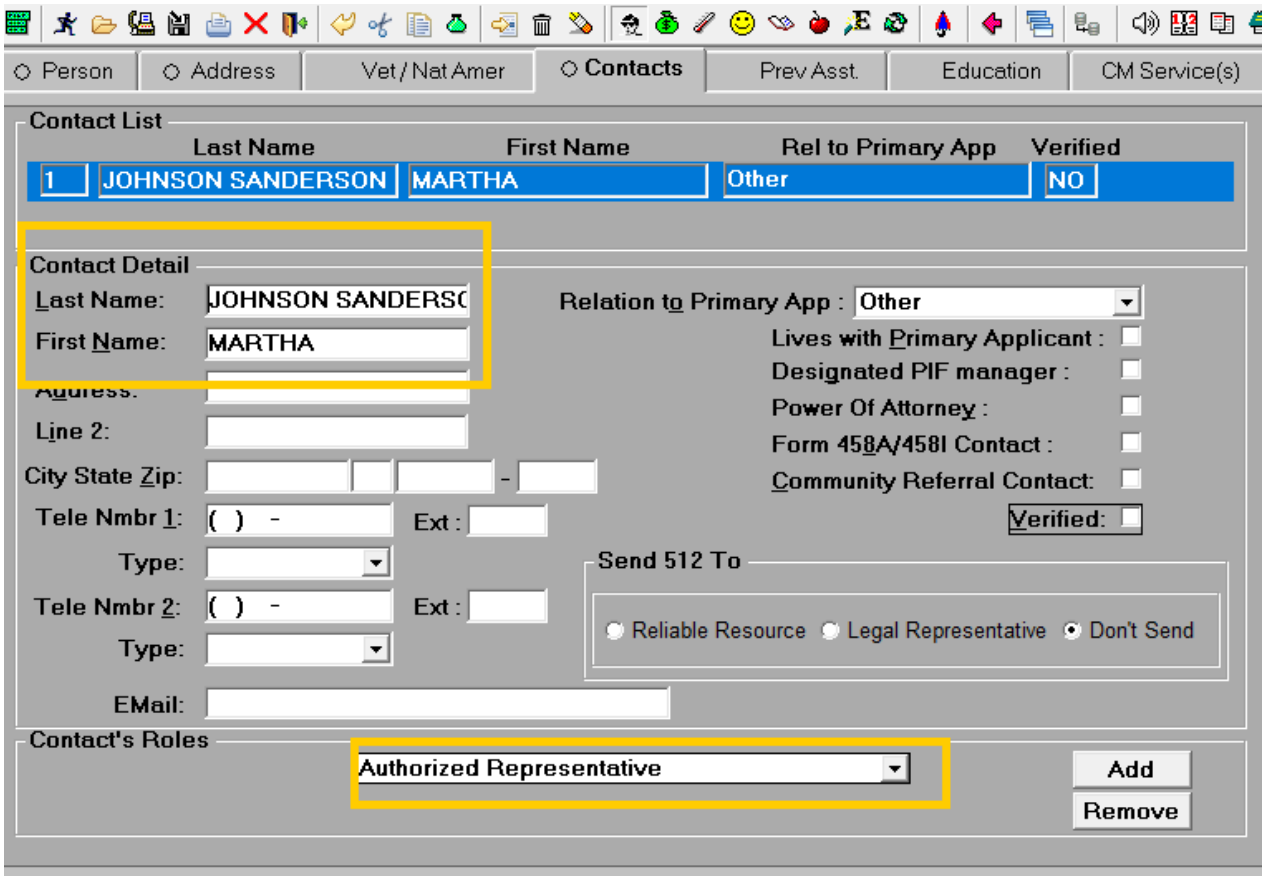 Person Address Vet / Nat Amer Contacts Prev Asst. Education CM Service(s)
Contact List
Last Name First Name Rel to Primary App Verified
1 JOHNSON SANDERSON MARTHA Other NO
Contact Detail
Last Name: JOHNSON SANDERSO Relation to Primary App : Other
First Name: MARTHA Lives with Primary Applicant :
Address: Designated PIF manager :
Power Of Attorney :
Line 2: Form 458A/458I Contact :
City State Zip: - Community Referral Contact:
Tele Nmbr 1: ( ) - Ext : Verified:
Type: Send 512 To
Tele Nmbr 2: ( ) - Ext :
Reliable Resource Legal Representative Don't Send
Type:
EMail:
Contact's Roles
Authorized Representative Add
Remove